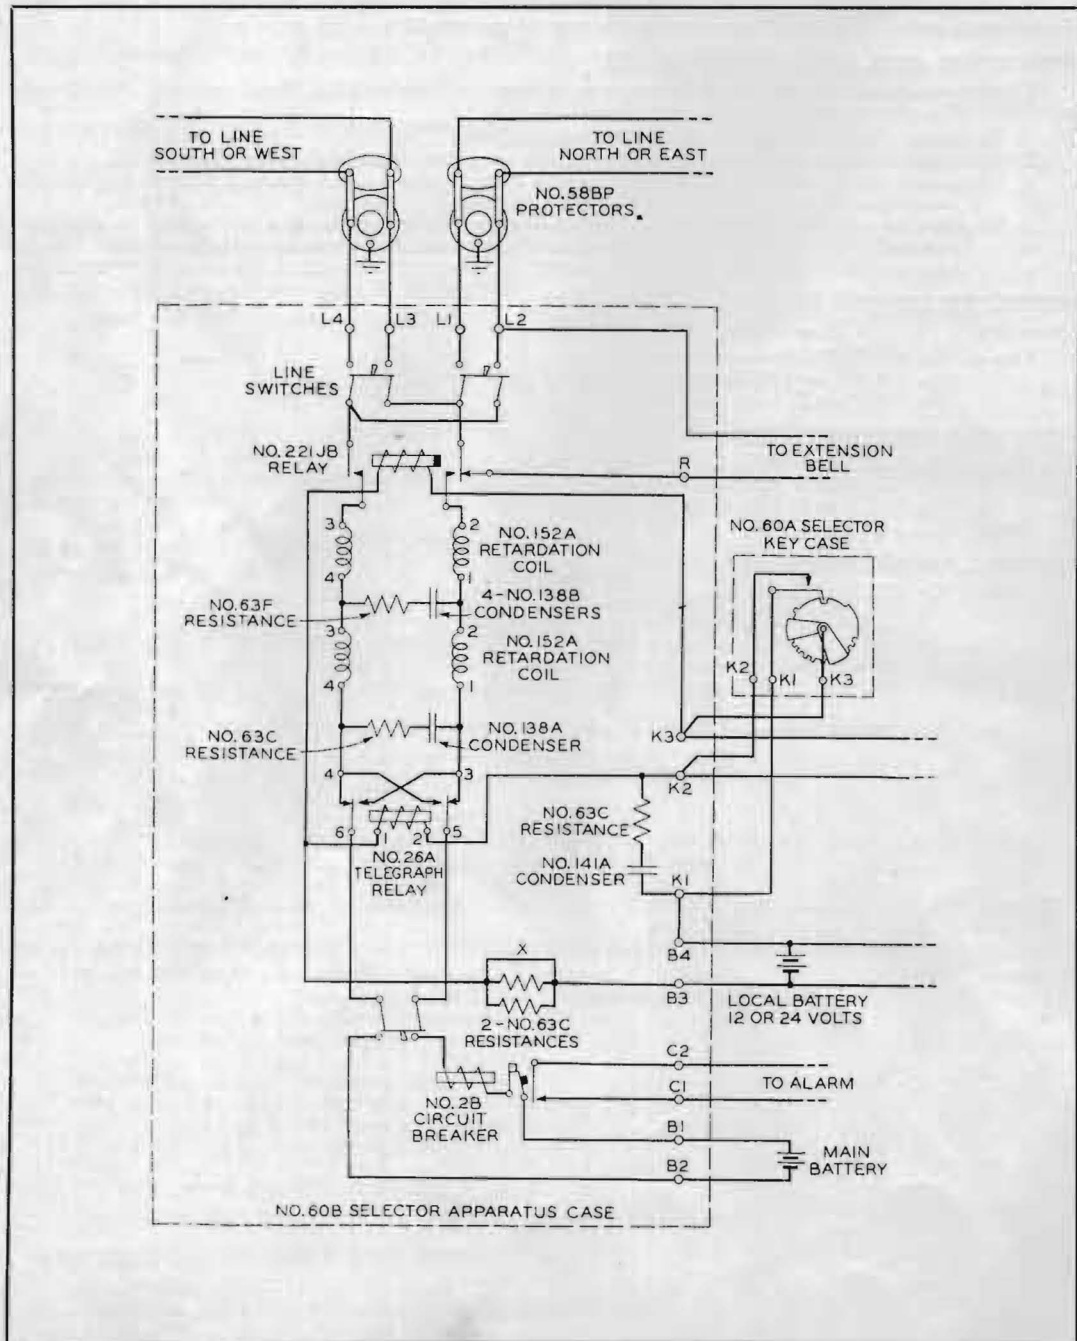 TO LINE
SOUTH OR WEST
TO LINE
NORTH OR EAST
NO.58BP
PROTECTORS.
L4
L3
L1
L2
LINE
SWITCHES
NO.221JB
RELAY
R
TO EXTENSION
BELL
3
2
NO.152A
RETARDATION
COIL
4
1
NO.60A SELECTOR
KEY CASE
NO.63F
RESISTANCE
4-NO.138B
CONDENSERS
3
2
NO.152A
RETARDATION
COIL
4
1
K2
K1
K3
NO.63C
RESISTANCE
NO.138A
CONDENSER
K3
4
3
K2
6
1
2
5
NO.26A
TELEGRAPH
RELAY
NO.63C
RESISTANCE
NO.141A
CONDENSER
K1
X
B4
B3
LOCAL BATTERY
12 OR 24 VOLTS
2-NO.63C
RESISTANCES
C2
NO.2B
CIRCUIT
BREAKER
C1
TO ALARM
B1
B2
MAIN
BATTERY
NO.60B SELECTOR APPARATUS CASE